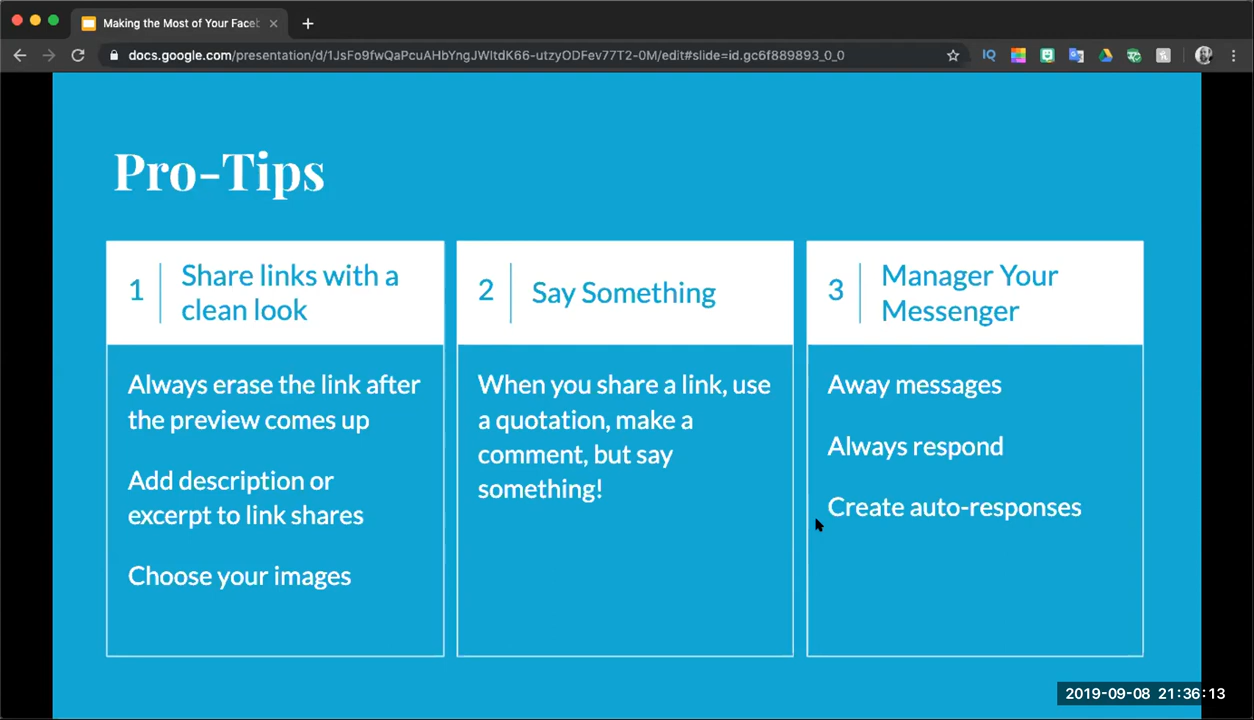 Making the Most of Your Faceb
docs.google.com/presentation/d/1JsFo9fwQaPcuAHbYngJWltdK66-utzyODFev77T2-0M/edit#slide=id.gc6f889893_0_0
IQ
Pro-Tips
1
Share links with a
clean look
Always erase the link after
the preview comes up
Add description or
excerpt to link shares
Choose your images
2
Say Something
When you share a link, use
a quotation, make a
comment, but say
something!
3
Manager Your
Messenger
Away messages
Always respond
Create auto-responses
2019-09-08 21:36:13